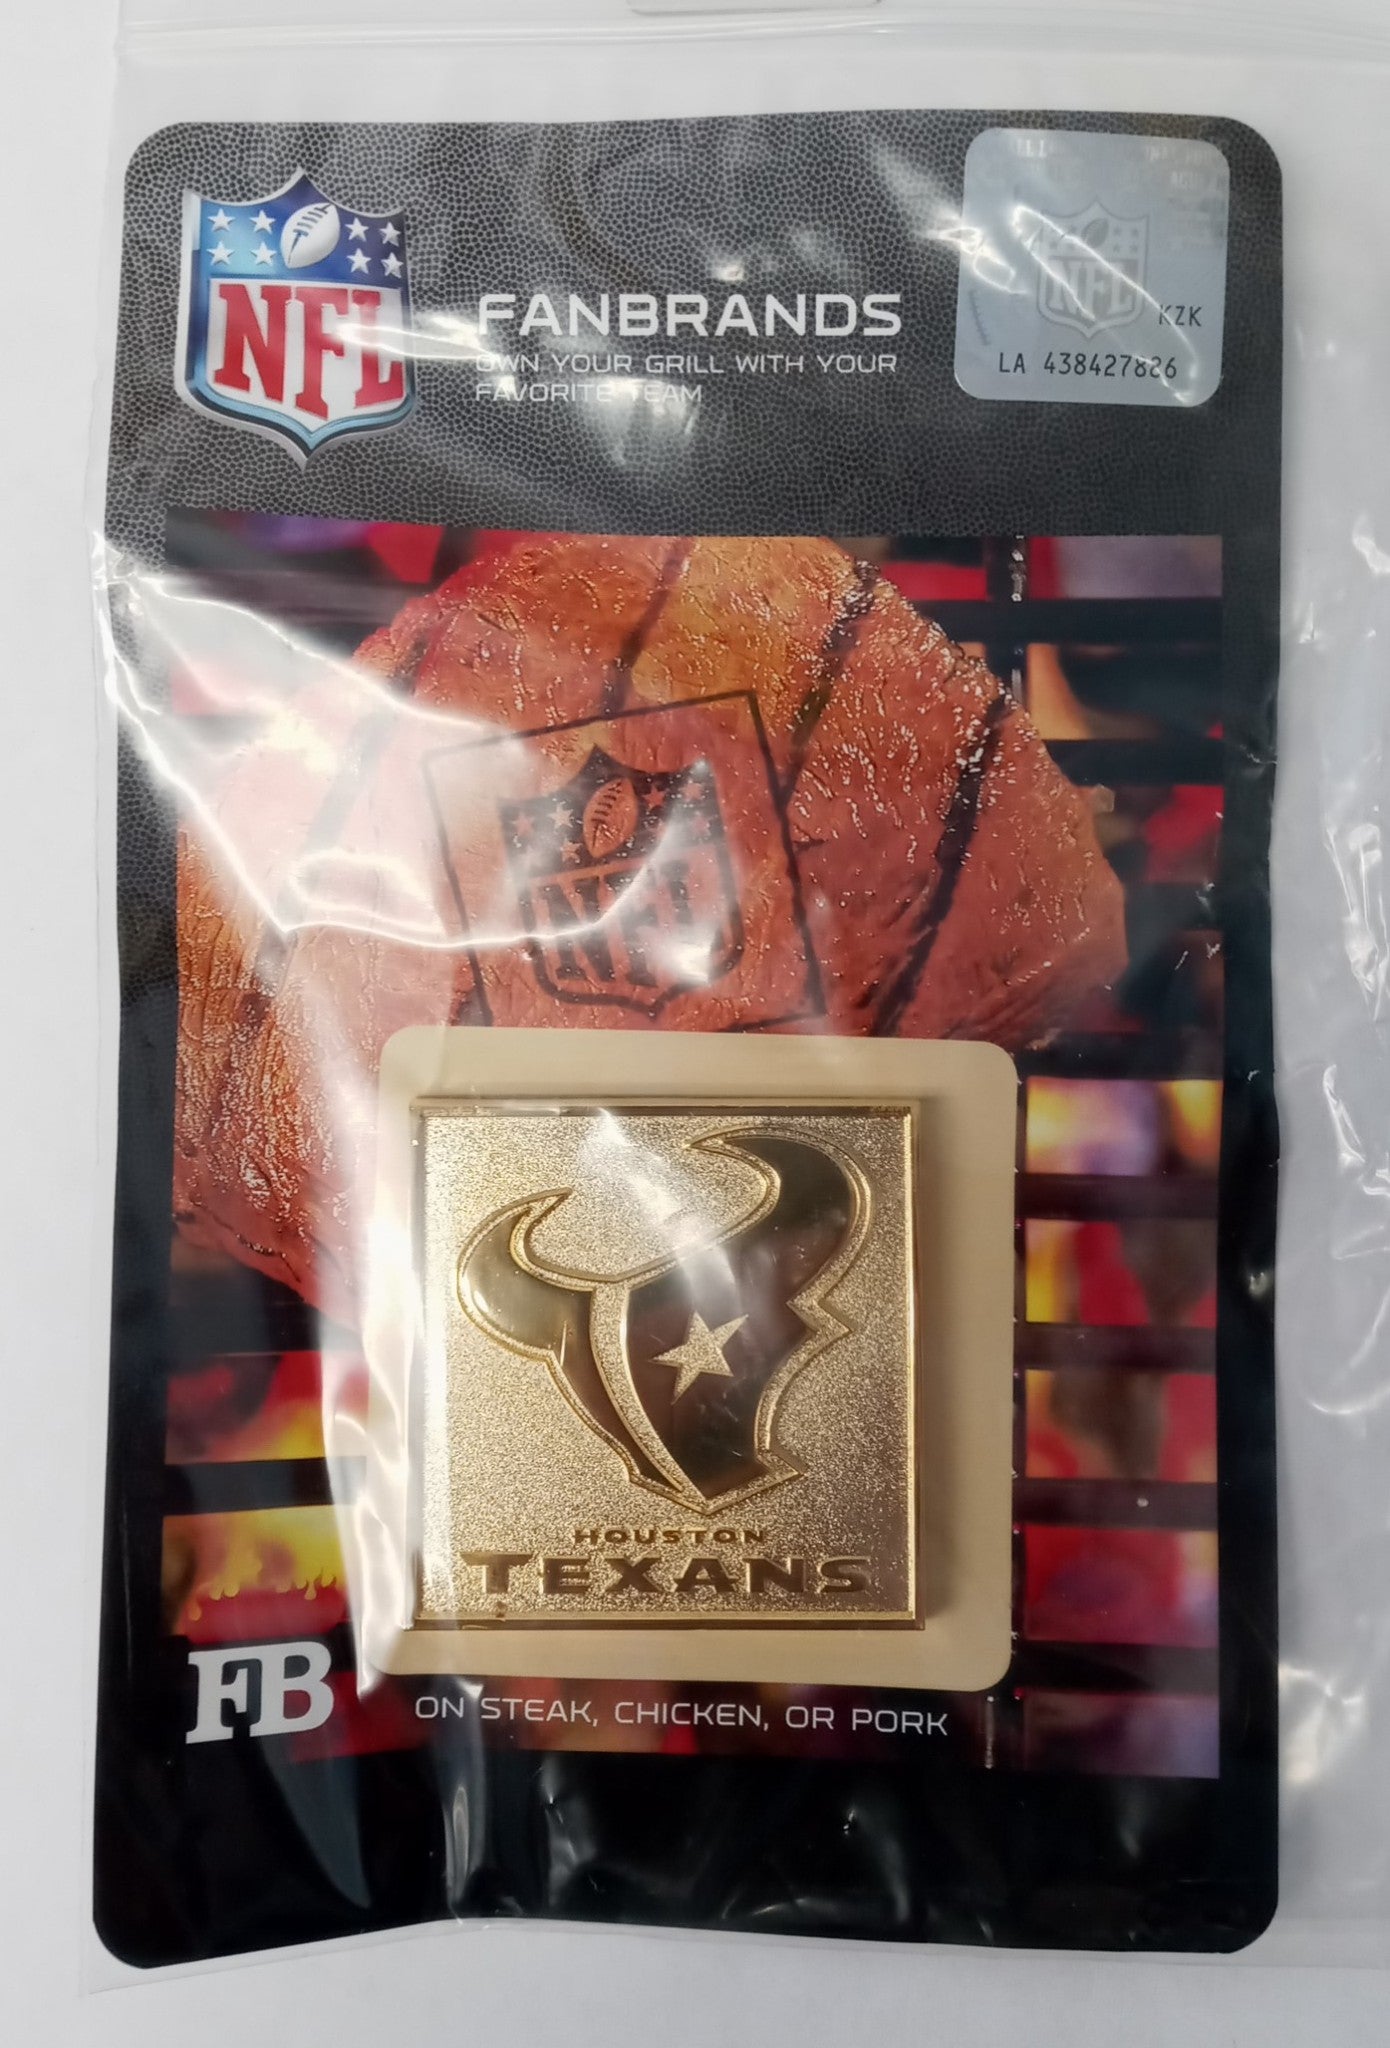 NFL
FANBRANDS
OWN YOUR GRILL WITH YOUR
FAVORITE TEAM
NFL
KZK
LA 438427826
NFL
HOUSTON
TEXANS
FB
ON STEAK, CHICKEN, OR PORK